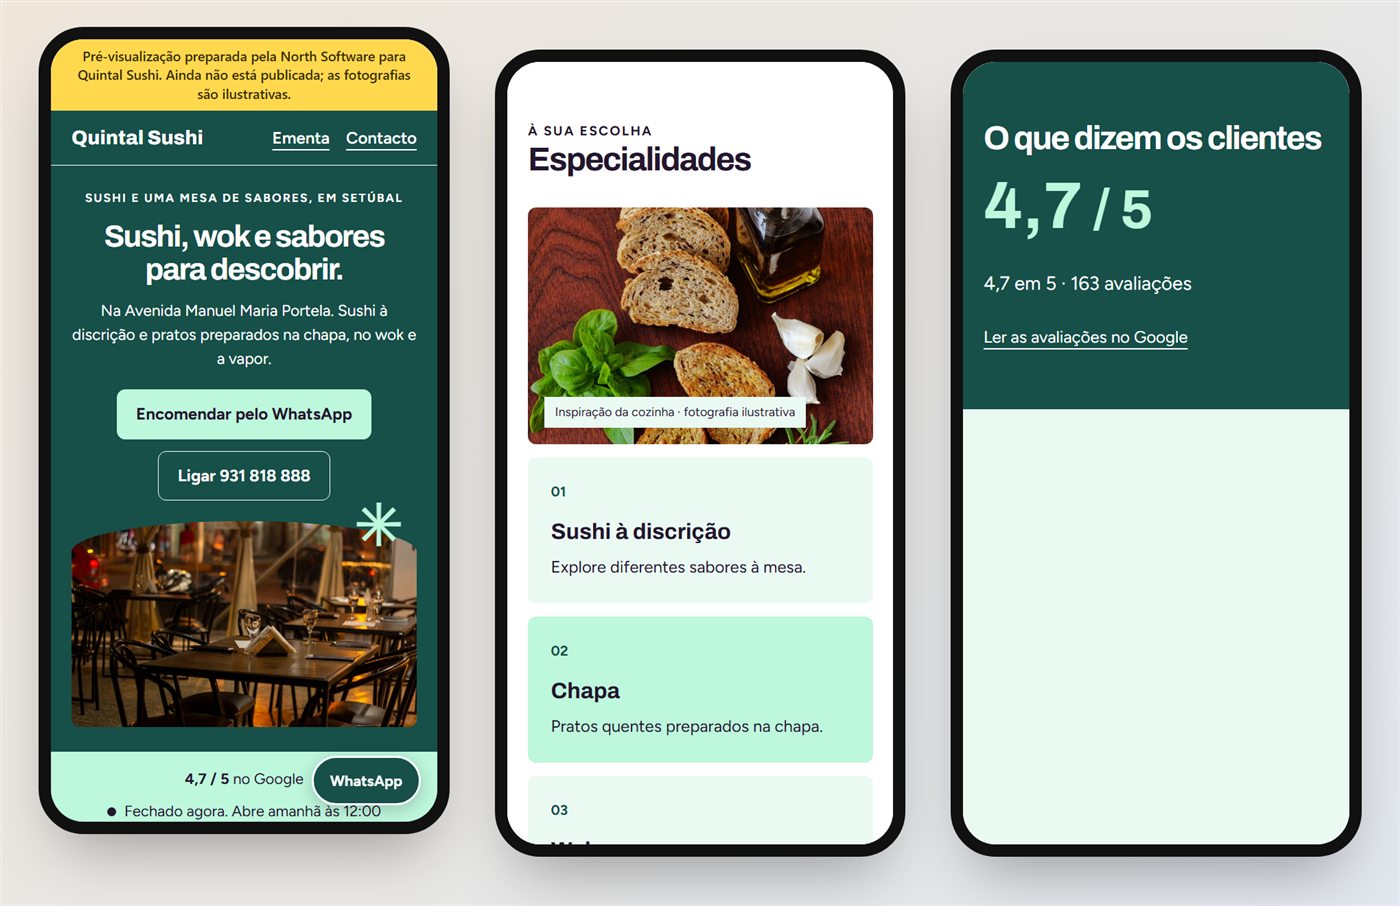 Pré-visualização preparada pela North Software para
Quintal Sushi. Ainda não está publicada; as fotografias
são ilustrativas.
Quintal Sushi
Ementa
Contacto
SUSHI E UMA MESA DE SABORES, EM SETÚBAL
Sushi, wok e sabores
para descobrir.
Na Avenida Manuel Maria Portela. Sushi à
discrição e pratos preparados na chapa, no wok e
a vapor.
Encomendar pelo WhatsApp
Ligar 931 818 888
4,7 / 5 no Google
WhatsApp
Fechado agora. Abre amanhã às 12:00
À SUA ESCOLHA
Especialidades
Inspiração da cozinha · fotografia ilustrativa
01
Sushi à discrição
Explore diferentes sabores à mesa.
02
Chapa
Pratos quentes preparados na chapa.
03
O que dizem os clientes
4,7 / 5
4,7 em 5 · 163 avaliações
Ler as avaliações no Google